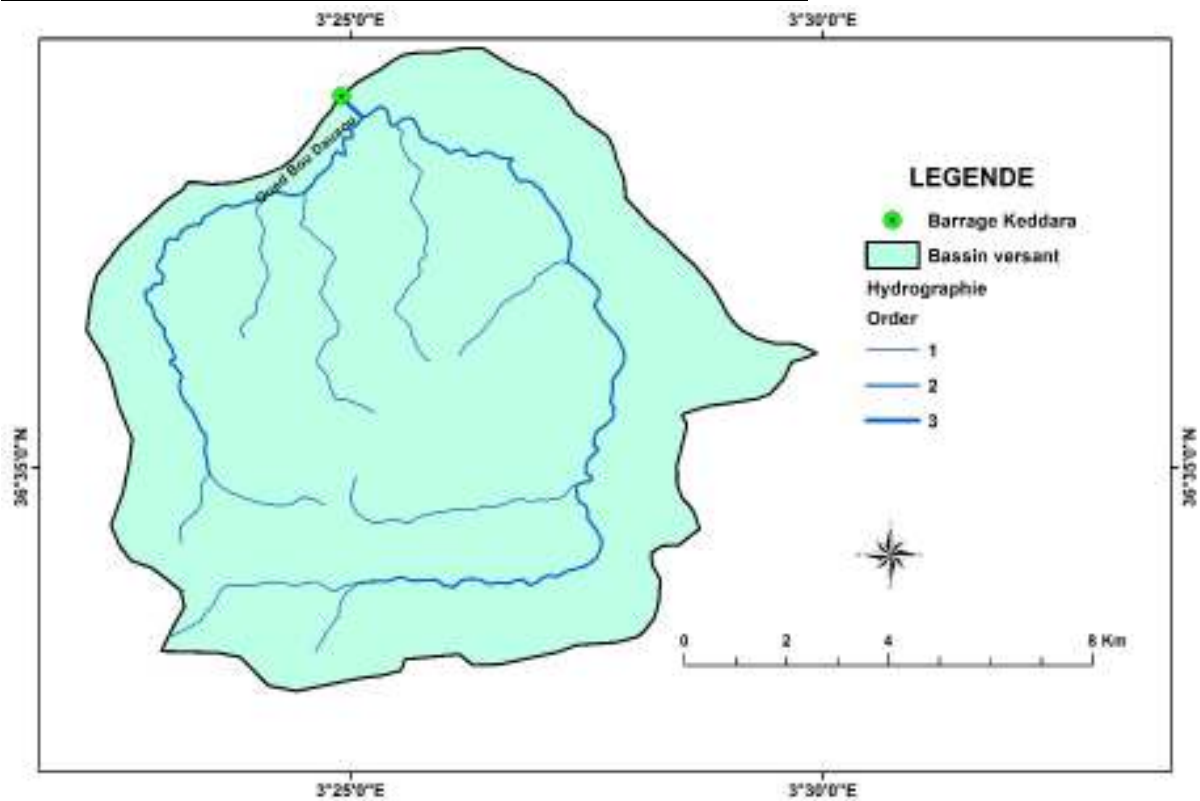 3°25'0"E 3°30'0"E
Oued Bou Daouaou
LEGENDE
Barrage Keddara
Bassin versant
Hydrographie
Order
1
2
3
36°35'0"N 36°35'0"N
0 2 4 8 Km
3°25'0"E 3°30'0"E